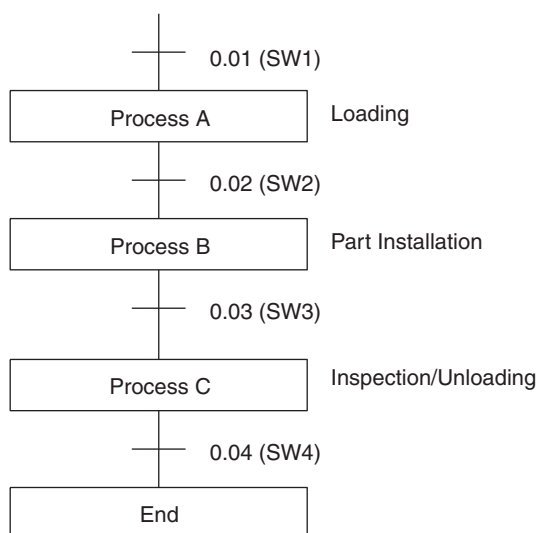 0.01 (SW1)
Process A
Loading
0.02 (SW2)
Process B
Part Installation
0.03 (SW3)
Process C
Inspection/Unloading
0.04 (SW4)
End